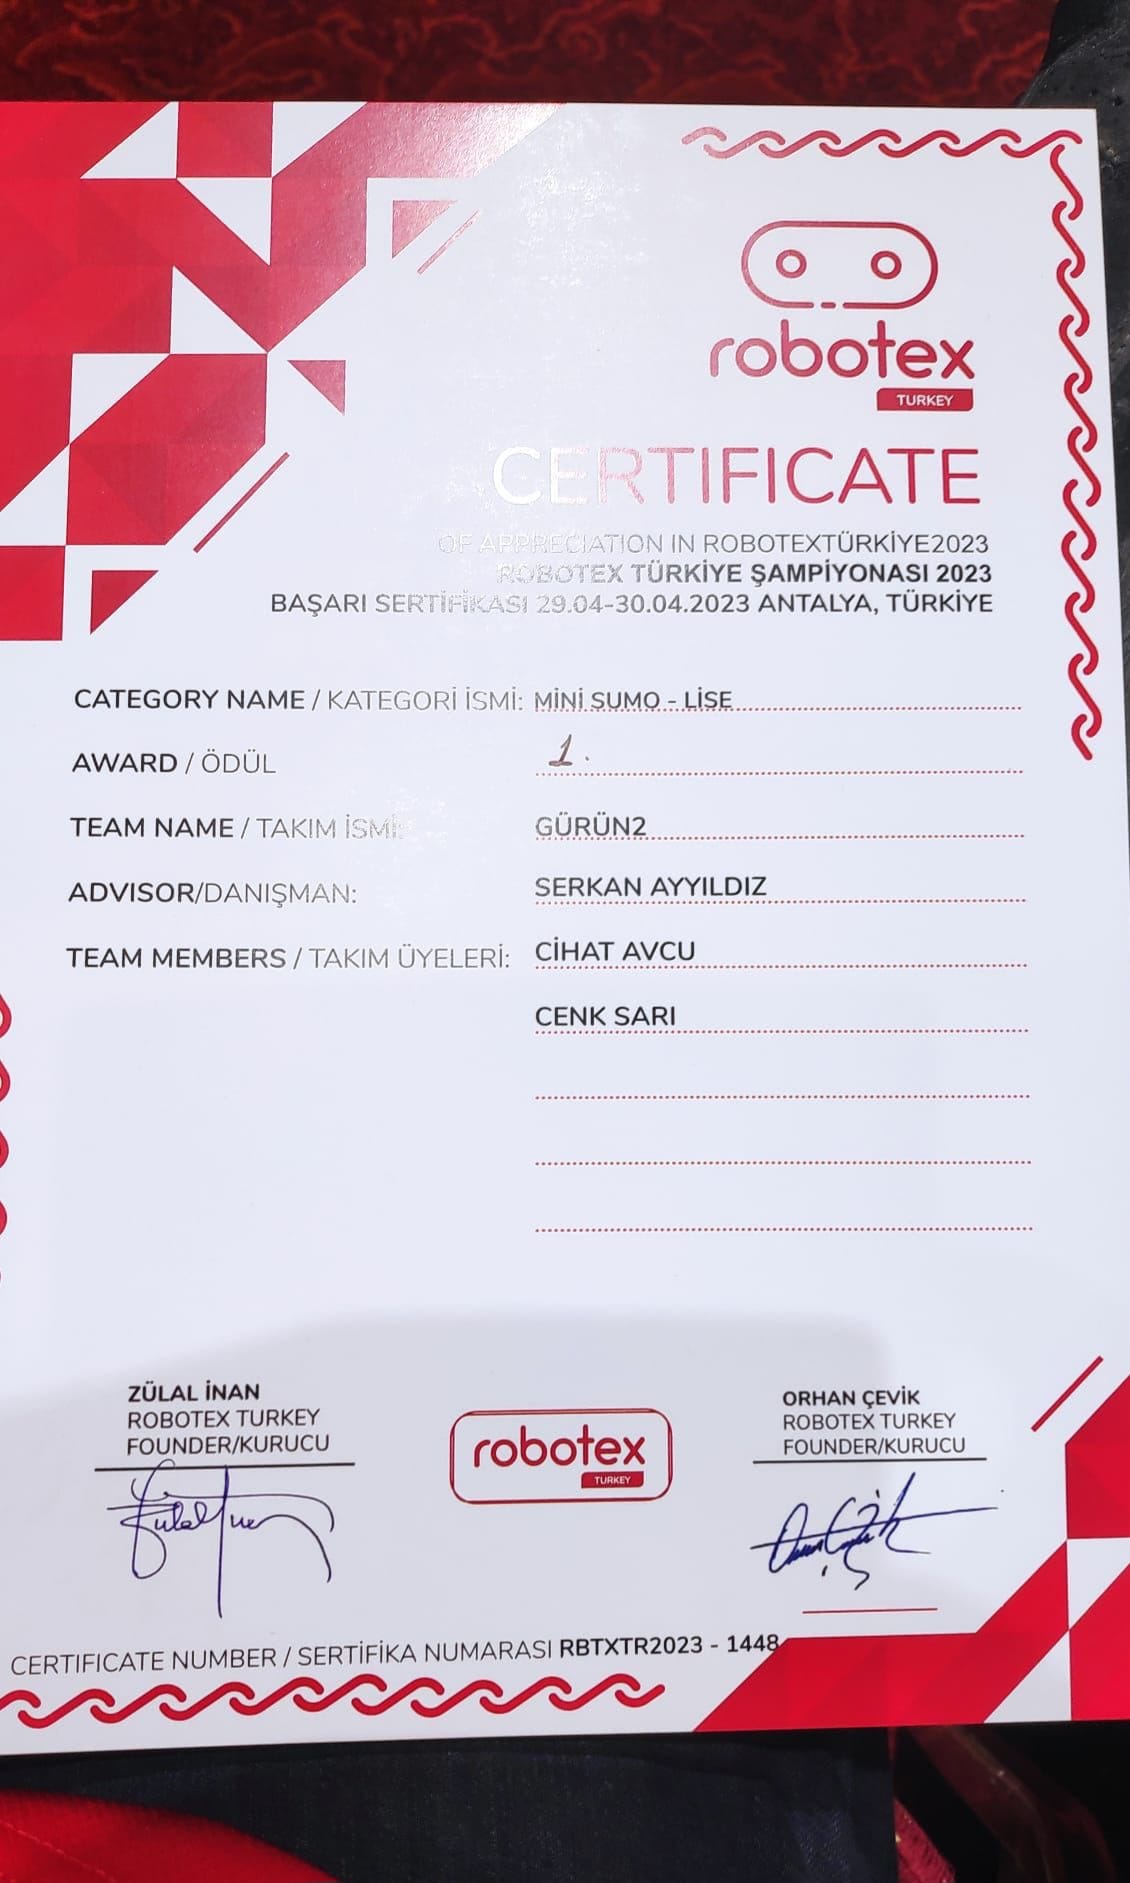 robotex
TURKEY
CERTIFICATE
OF APPRECIATION IN ROBOTEXTÜRKİYE2023
ROBOTEX TÜRKİYE ŞAMPİYONASI 2023
BAŞARI SERTİFİKASI 29.04-30.04.2023 ANTALYA, TÜRKİYE
CATEGORY NAME / KATEGORİ İSMİ: MİNİ SUMO - LİSE
AWARD / ÖDÜL 1.
TEAM NAME / TAKIM İSMİ: GÜRÜN2
ADVISOR/DANIŞMAN: SERKAN AYYILDIZ
TEAM MEMBERS / TAKIM ÜYELERİ: CİHAT AVCU
CENK SARI
ZÜLAL İNAN
ROBOTEX TURKEY
FOUNDER/KURUCU
robotex
TURKEY
ORHAN ÇEVİK
ROBOTEX TURKEY
FOUNDER/KURUCU
CERTIFICATE NUMBER / SERTİFİKA NUMARASI RBTXTR2023 - 1448